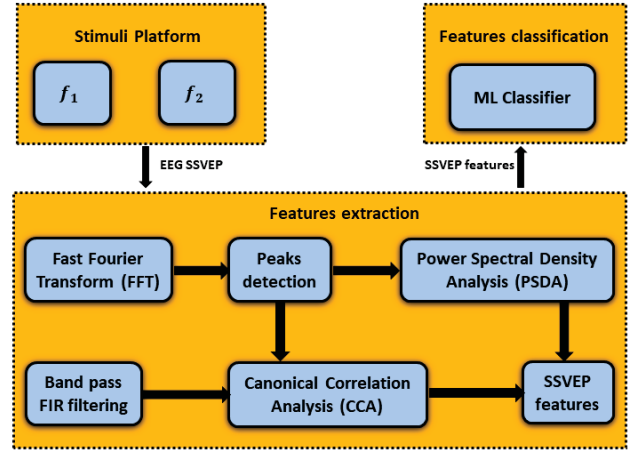 Stimuli Platform
f1
f2
Features classification
ML Classifier
EEG SSVEP
SSVEP features
Features extraction
Fast Fourier
Transform (FFT)
Peaks
detection
Power Spectral Density
Analysis (PSDA)
Band pass
FIR filtering
Canonical Correlation
Analysis (CCA)
SSVEP
features